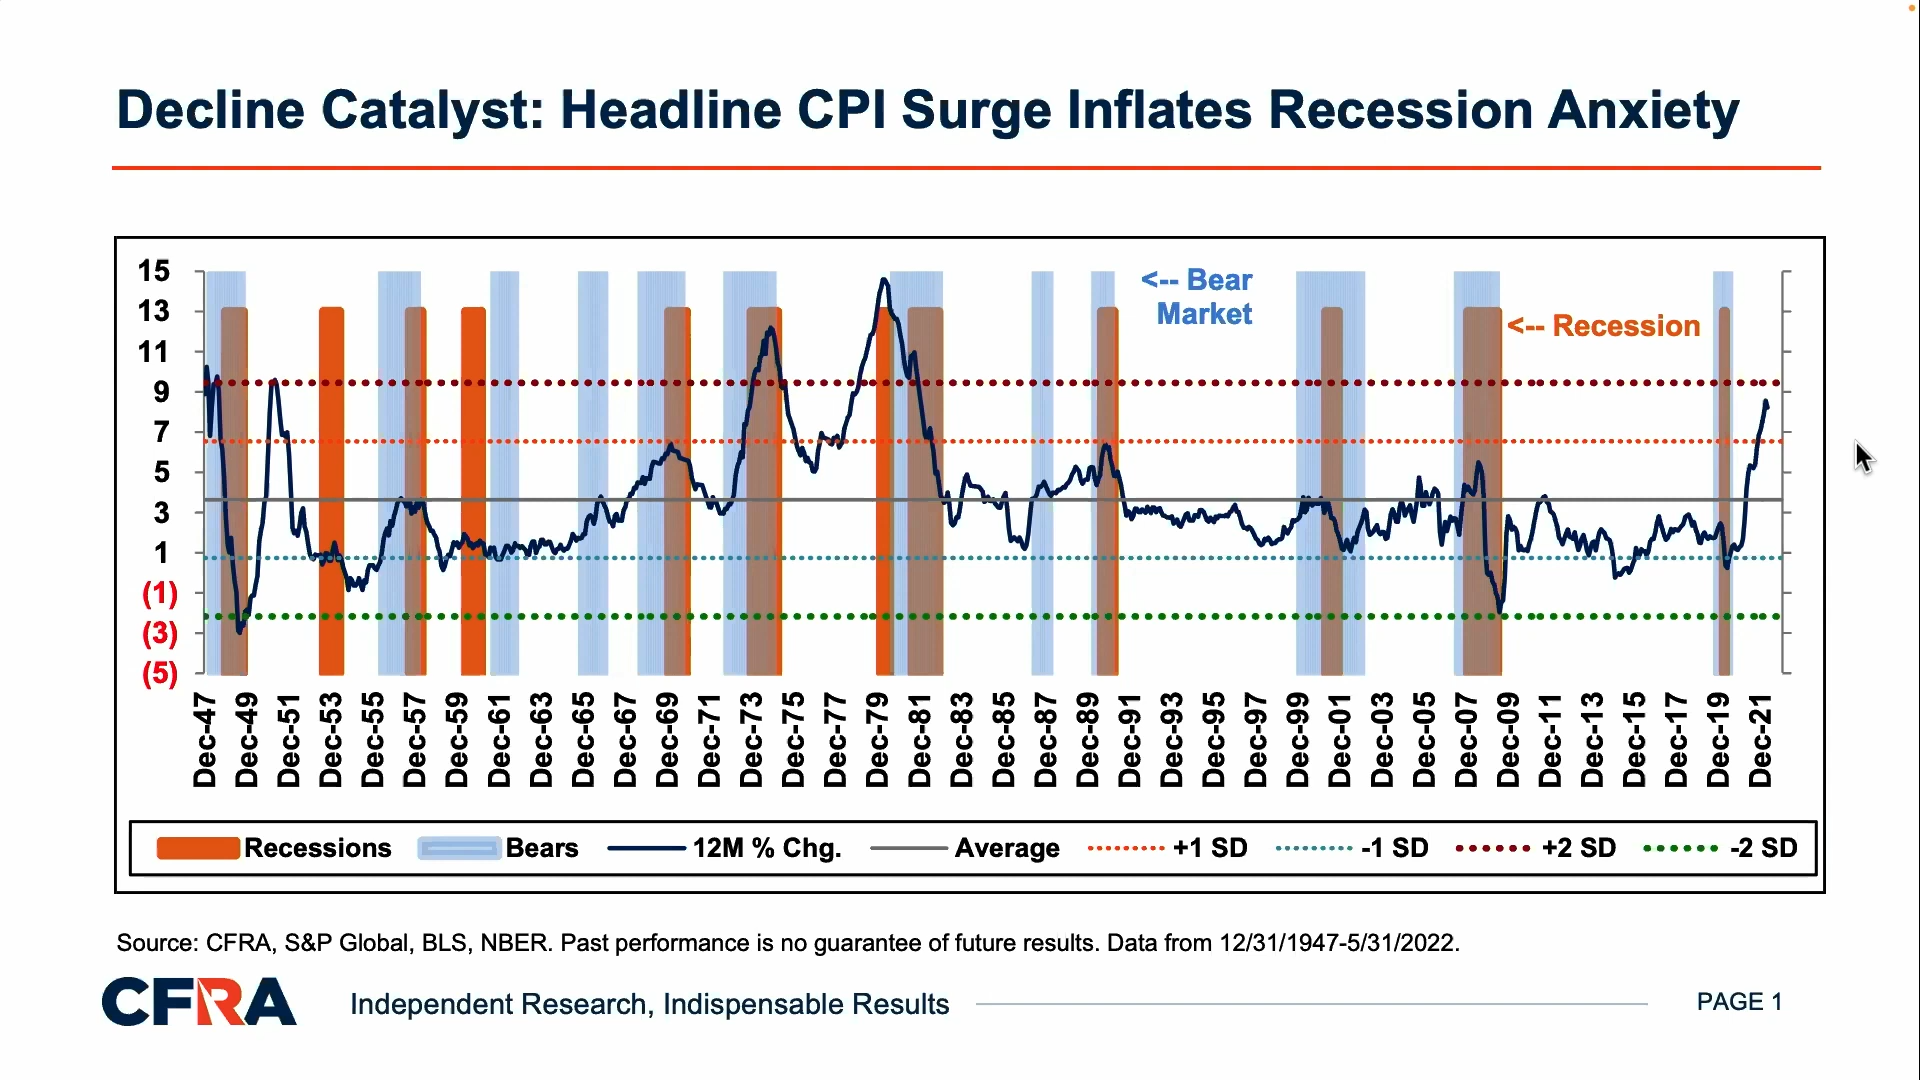 Decline Catalyst: Headline CPI Surge Inflates Recession Anxiety
15
13
11
9
7
5
3
1
(1)
(3)
(5)
<-- Bear
Market
<-- Recession
Dec-47
Dec-49
Dec-51
Dec-53
Dec-55
Dec-57
Dec-59
Dec-61
Dec-63
Dec-65
Dec-67
Dec-69
Dec-71
Dec-73
Dec-75
Dec-77
Dec-79
Dec-81
Dec-83
Dec-85
Dec-87
Dec-89
Dec-91
Dec-93
Dec-95
Dec-97
Dec-99
Dec-01
Dec-03
Dec-05
Dec-07
Dec-09
Dec-11
Dec-13
Dec-15
Dec-17
Dec-19
Dec-21
Recessions Bears 12M % Chg. Average +1 SD -1 SD +2 SD -2 SD
Source: CFRA, S&P Global, BLS, NBER. Past performance is no guarantee of future results. Data from 12/31/1947-5/31/2022.
CFRA Independent Research, Indispensable Results PAGE 1